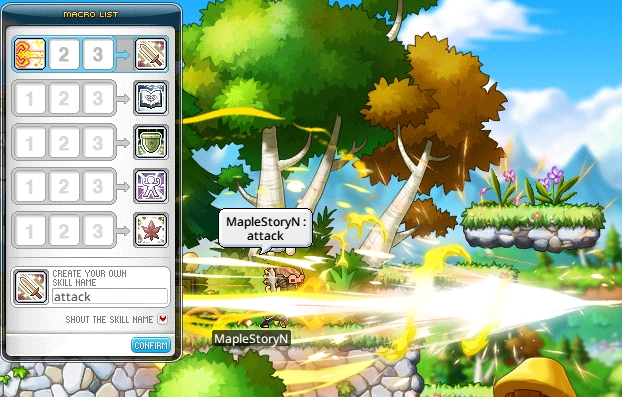 MACRO LIST
2 3
1 2 3
1 2 3
1 2 3
1 2 3
CREATE YOUR OWN
SKILL NAME
attack
SHOUT THE SKILL NAME
CONFIRM
MapleStoryN :
attack
MapleStoryN